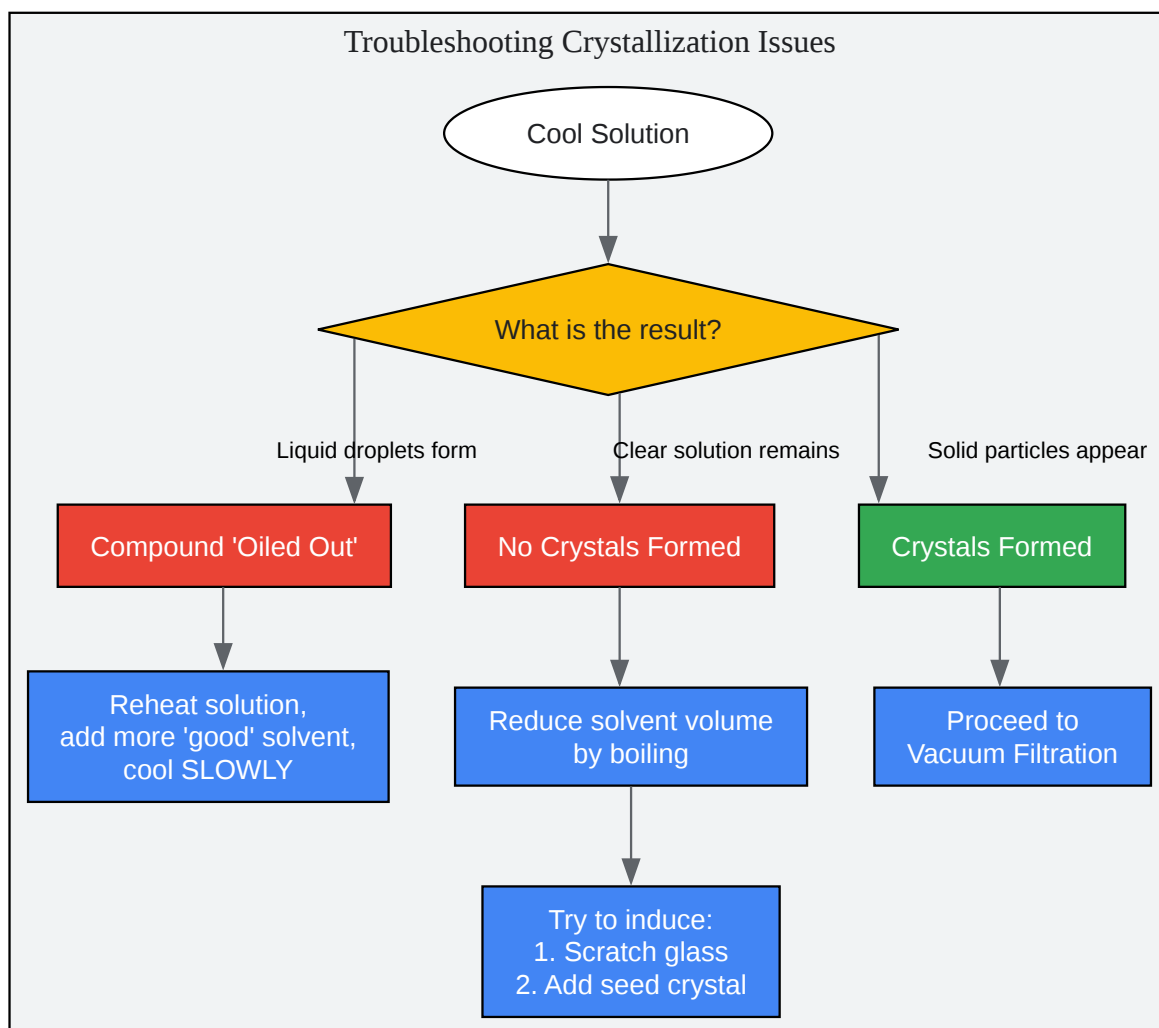 Troubleshooting Crystallization Issues
Cool Solution
What is the result?
Liquid droplets form
Clear solution remains
Solid particles appear
Compound 'Oiled Out'
No Crystals Formed
Crystals Formed
Reheat solution,
add more 'good' solvent,
cool SLOWLY
Reduce solvent volume
by boiling
Proceed to
Vacuum Filtration
Try to induce:
1. Scratch glass
2. Add seed crystal